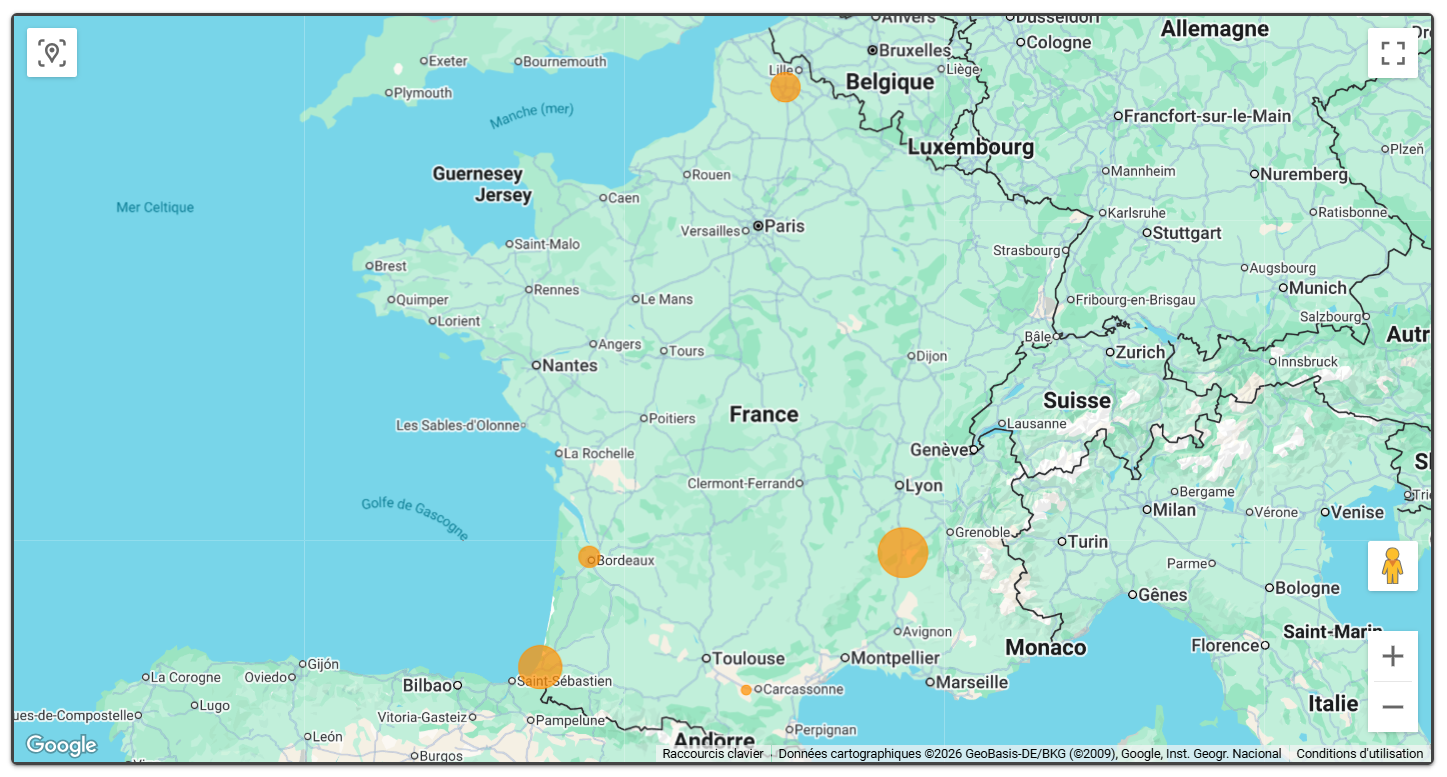 Anvers
Düsseldorf
Allemagne
Cologne
Bruxelles
Exeter
Bournemouth
Lille
Liège
Belgique
Plymouth
Manche (mer)
Francfort-sur-le-Main
Luxembourg
Plzeň
Guernesey
Jersey
Rouen
Mannheim
Nuremberg
Caen
Mer Celtique
Karlsruhe
Ratisbonne
Paris
Versailles
Stuttgart
Saint-Malo
Strasbourg
Brest
Augsbourg
Rennes
Munich
Quimper
Le Mans
Fribourg-en-Brisgau
Lorient
Salzbourg
Angers
Tours
Dijon
Bâle
Zurich
Autr
Nantes
Innsbruck
Suisse
Poitiers
France
Les Sables-d'Olonne
Lausanne
La Rochelle
Genève
Clermont-Ferrand
Lyon
Bergame
Golfe de Gascogne
Milan
Vérone
Venise
Grenoble
Turin
Bordeaux
Parme
Gênes
Bologne
Avignon
Saint-Marin
Monaco
Florence
Gijón
Toulouse
Montpellier
La Corogne
Oviedo
Bilbao
Saint-Sébastien
Marseille
Carcassonne
Lugo
Italie
ues-de-Compostelle
Vitoria-Gasteiz
Pampelune
León
Perpignan
Andorre
Burgos
Google
Raccourcis clavier
Données cartographiques ©2026 GeoBasis-DE/BKG (©2009), Google, Inst. Geogr. Nacional
Conditions d'utilisation